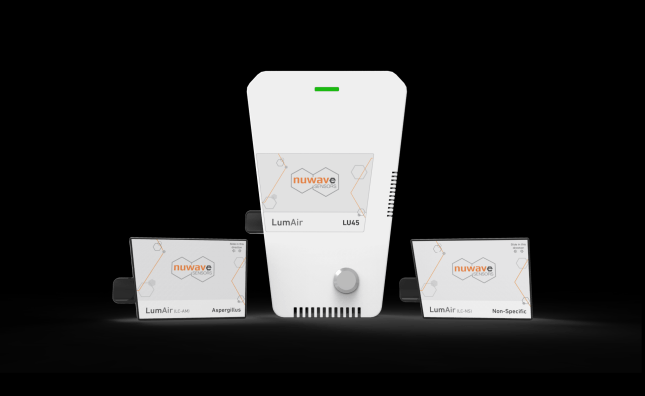 nuwave
SENSORS
LumAir
LU45
nuwave
SENSORS
LumAir
Aspergillus
nuwave
SENSORS
LumAir
Non-Specific